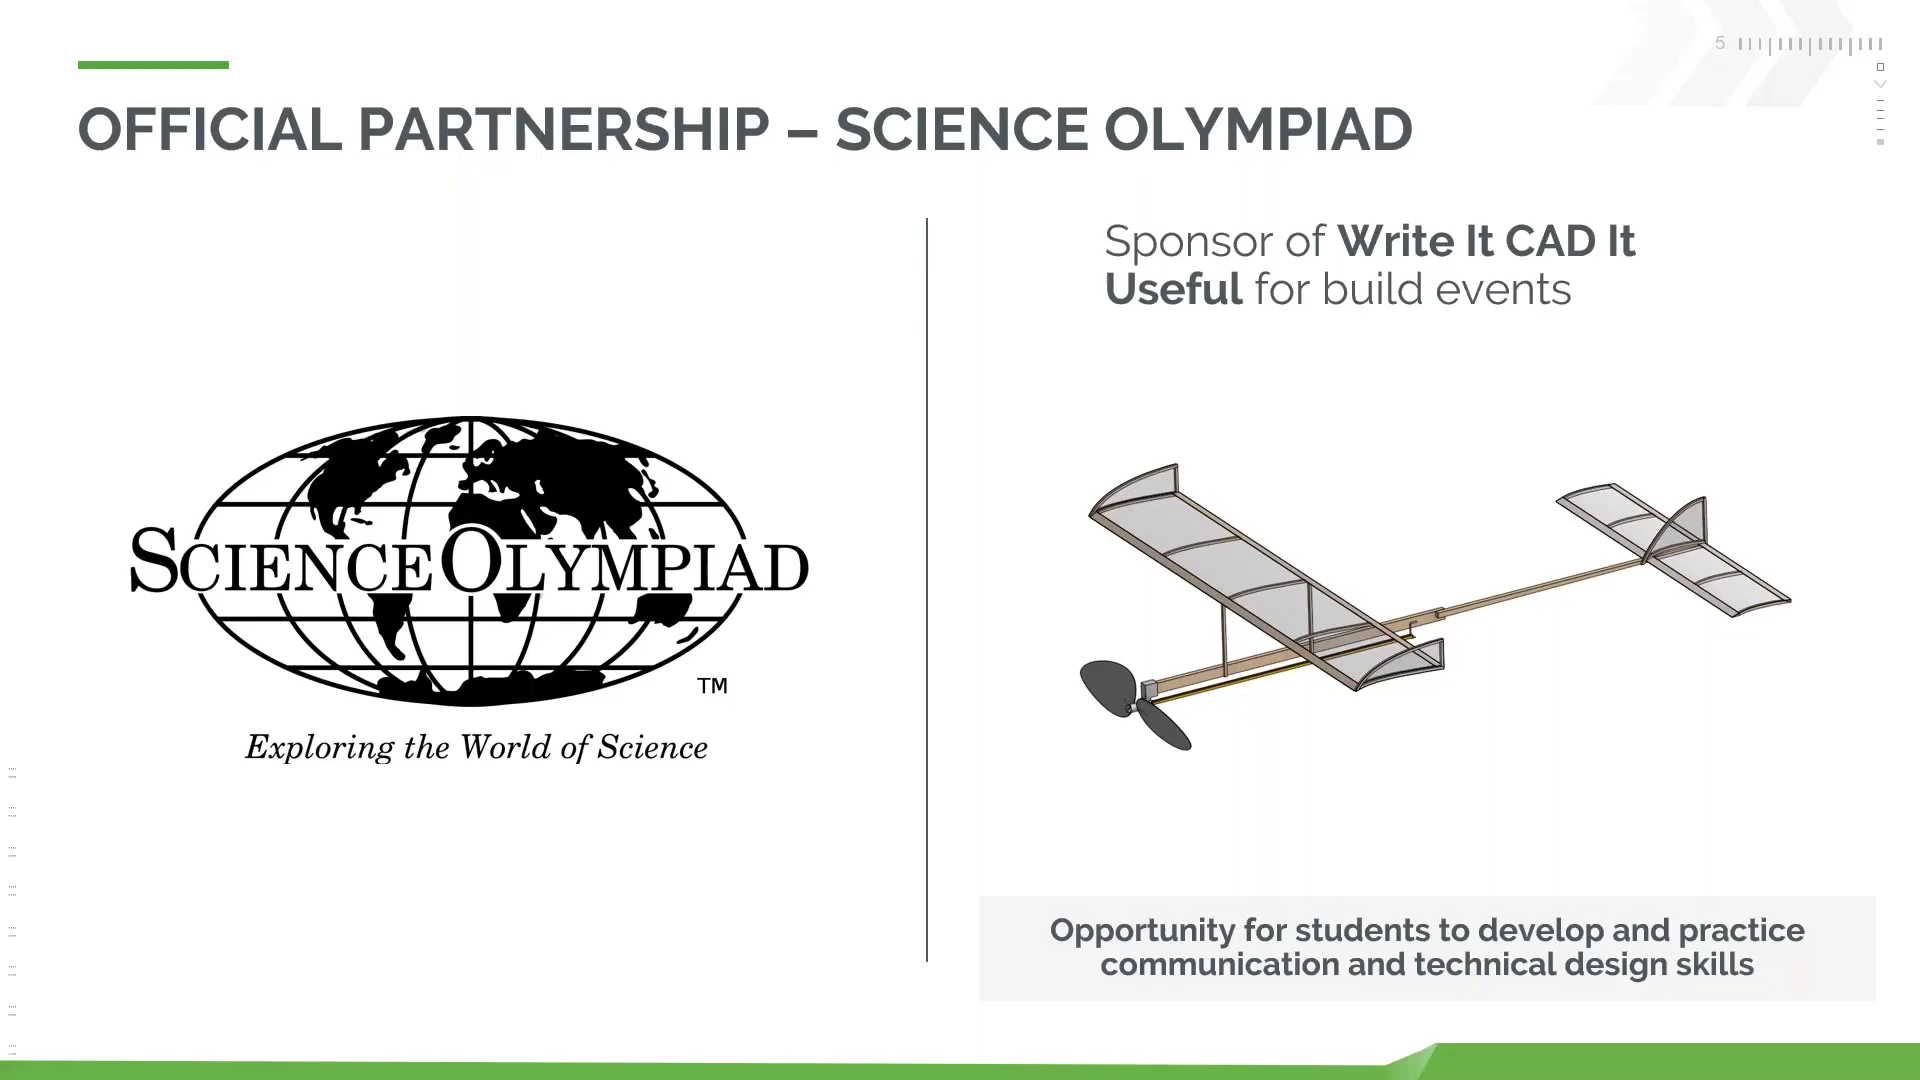 5
OFFICIAL PARTNERSHIP – SCIENCE OLYMPIAD
Sponsor of Write It CAD It
Useful for build events
SCIENCE OLYMPIAD
TM
Exploring the World of Science
Opportunity for students to develop and practice
communication and technical design skills